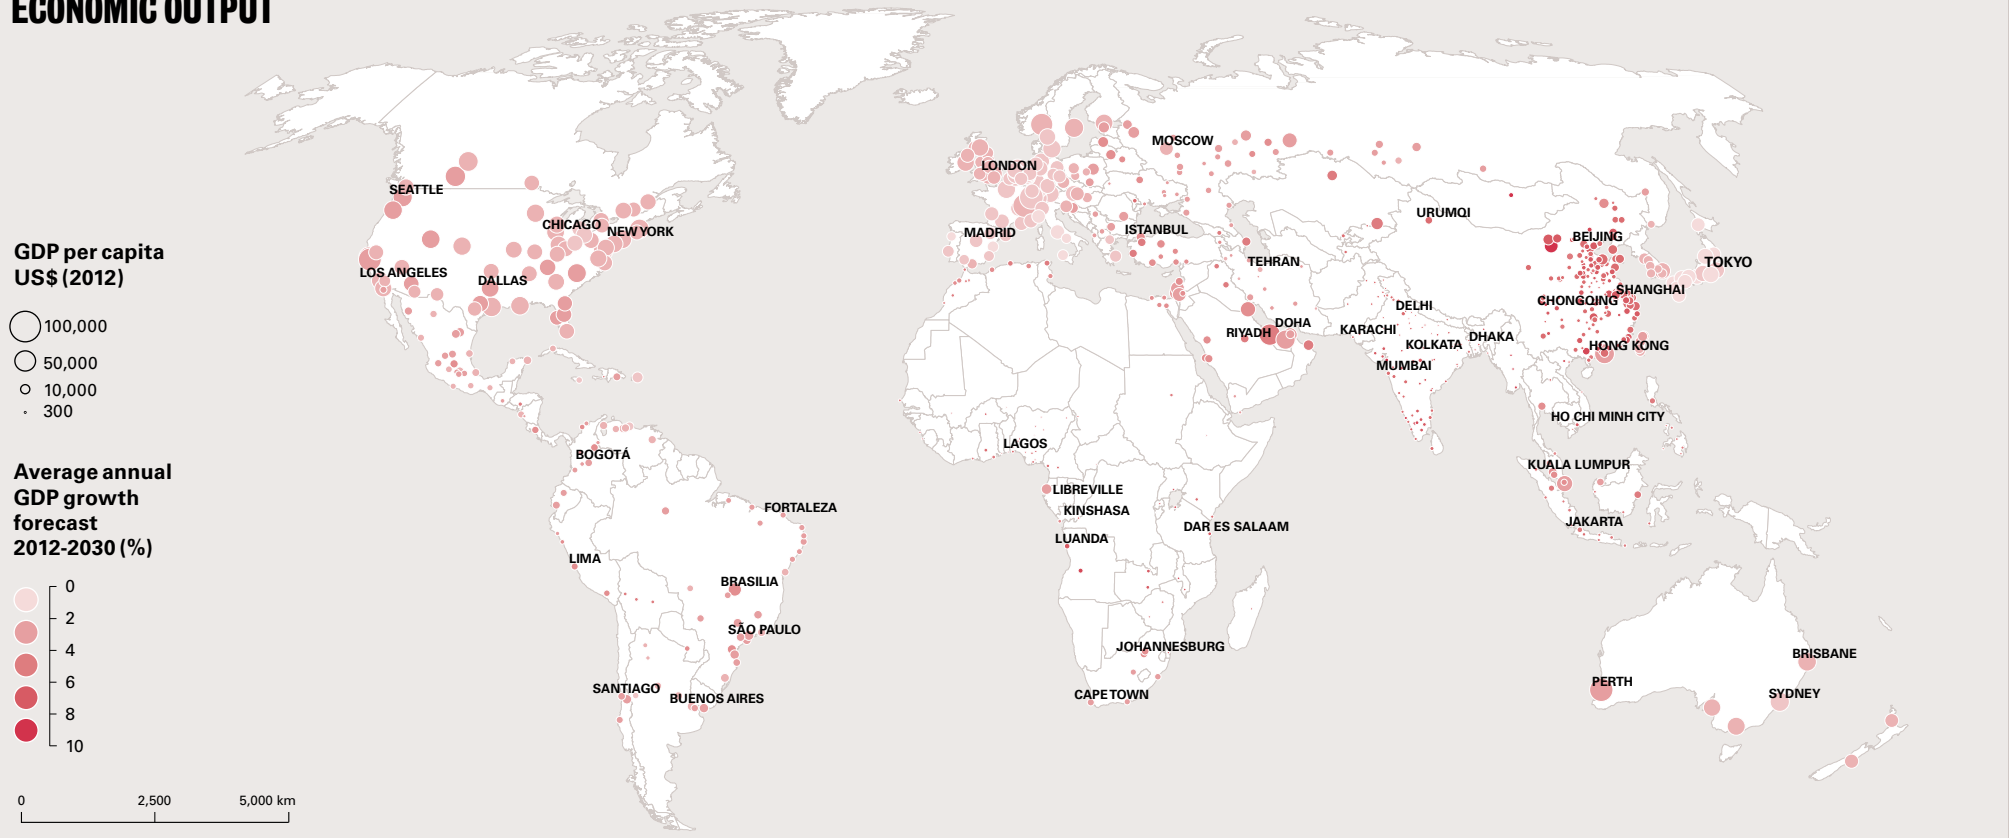 ECONOMIC OUTPUT
GDP per capita
US$ (2012)
100,000
50,000
10,000
300
Average annual
GDP growth
forecast
2012-2030 (%)
0
2
4
6
8
10
0
2,500
5,000 km
SEATTLE
CHICAGO
NEW YORK
LOS ANGELES
DALLAS
BOGOTÁ
FORTALEZA
LIMA
BRASILIA
SÃO PAULO
SANTIAGO
BUENOS AIRES
LONDON
MOSCOW
MADRID
ISTANBUL
TEHRAN
RIYADH
DOHA
KARACHI
DELHI
KOLKATA
DHAKA
MUMBAI
URUMQI
BEIJING
TOKYO
SHANGHAI
CHONGQING
HONG KONG
HO CHI MINH CITY
KUALA LUMPUR
JAKARTA
LAGOS
LIBREVILLE
KINSHASA
LUANDA
DAR ES SALAAM
JOHANNESBURG
CAPE TOWN
PERTH
BRISBANE
SYDNEY